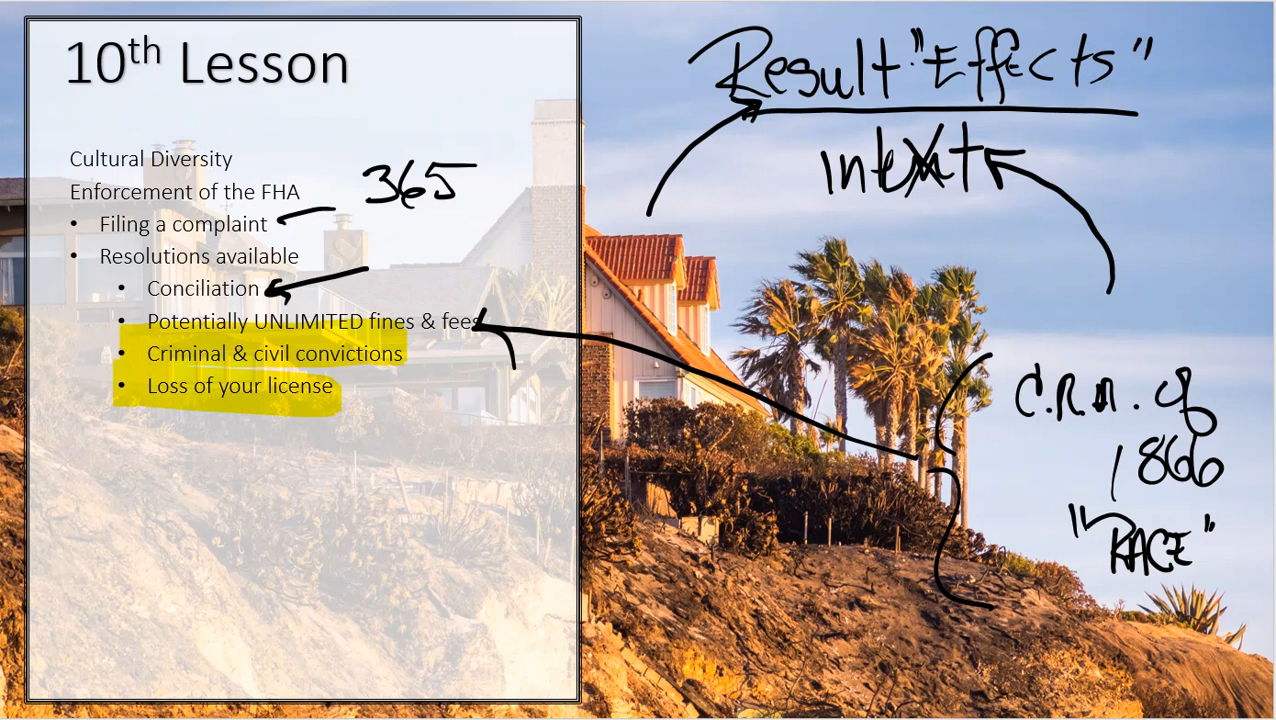 10th Lesson
Cultural Diversity
Enforcement of the FHA
• Filing a complaint
• Resolutions available
• Conciliation
• Potentially UNLIMITED fines & fees
• Criminal & civil convictions
• Loss of your license
365
Result "Effects"
intent
C.R.A. of
1866
"RACE"